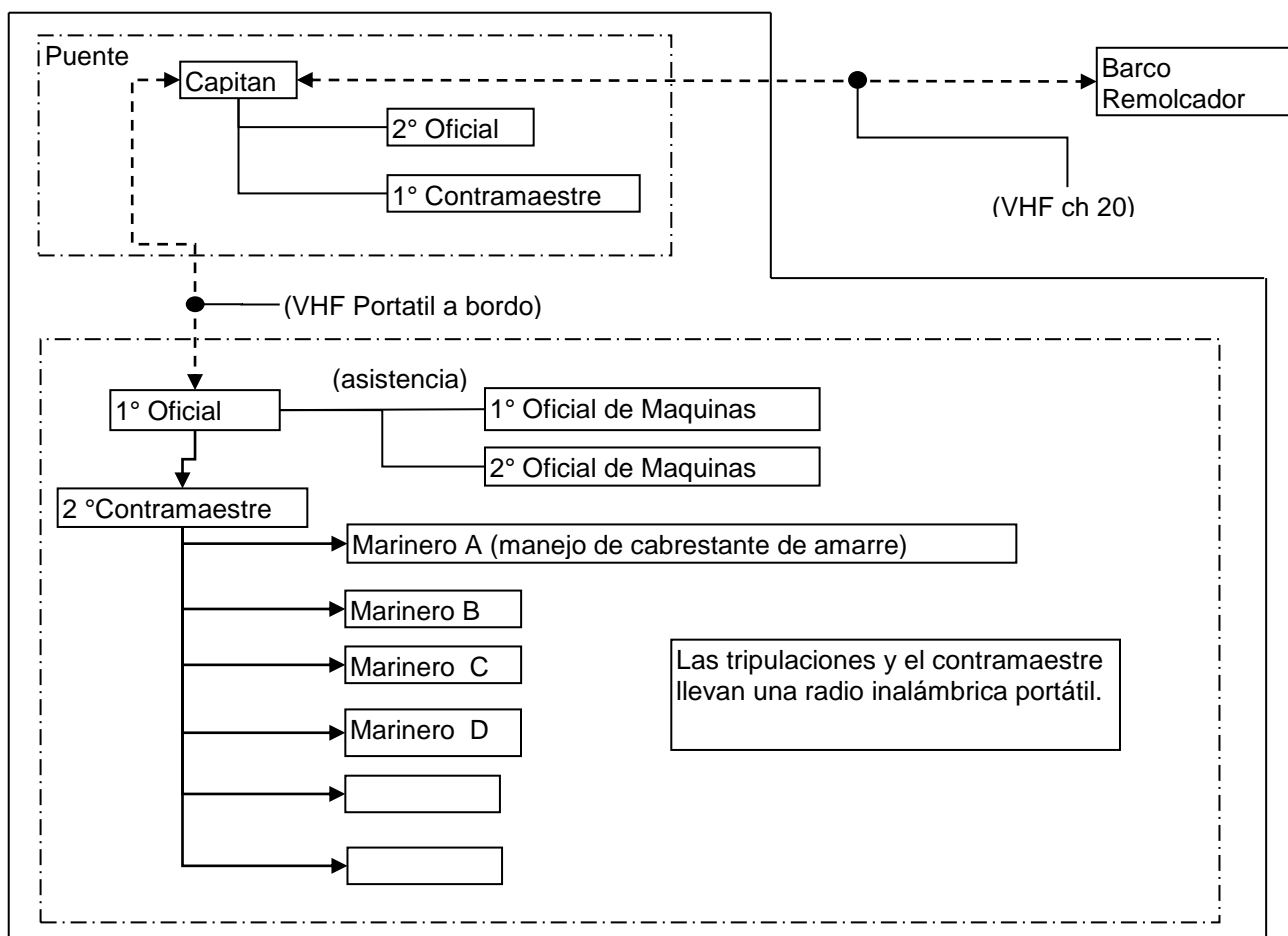 Puente
Capitan
Barco
Remolcador
2° Oficial
1° Contramaestre
(VHF ch 20)
(VHF Portatil a bordo)
(asistencia)
1° Oficial
1° Oficial de Maquinas
2° Oficial de Maquinas
2 °Contramaestre
Marinero A (manejo de cabrestante de amarre)
Marinero B
Marinero  C
Marinero  D
Las tripulaciones y el contramaestre
llevan una radio inalámbrica portátil.